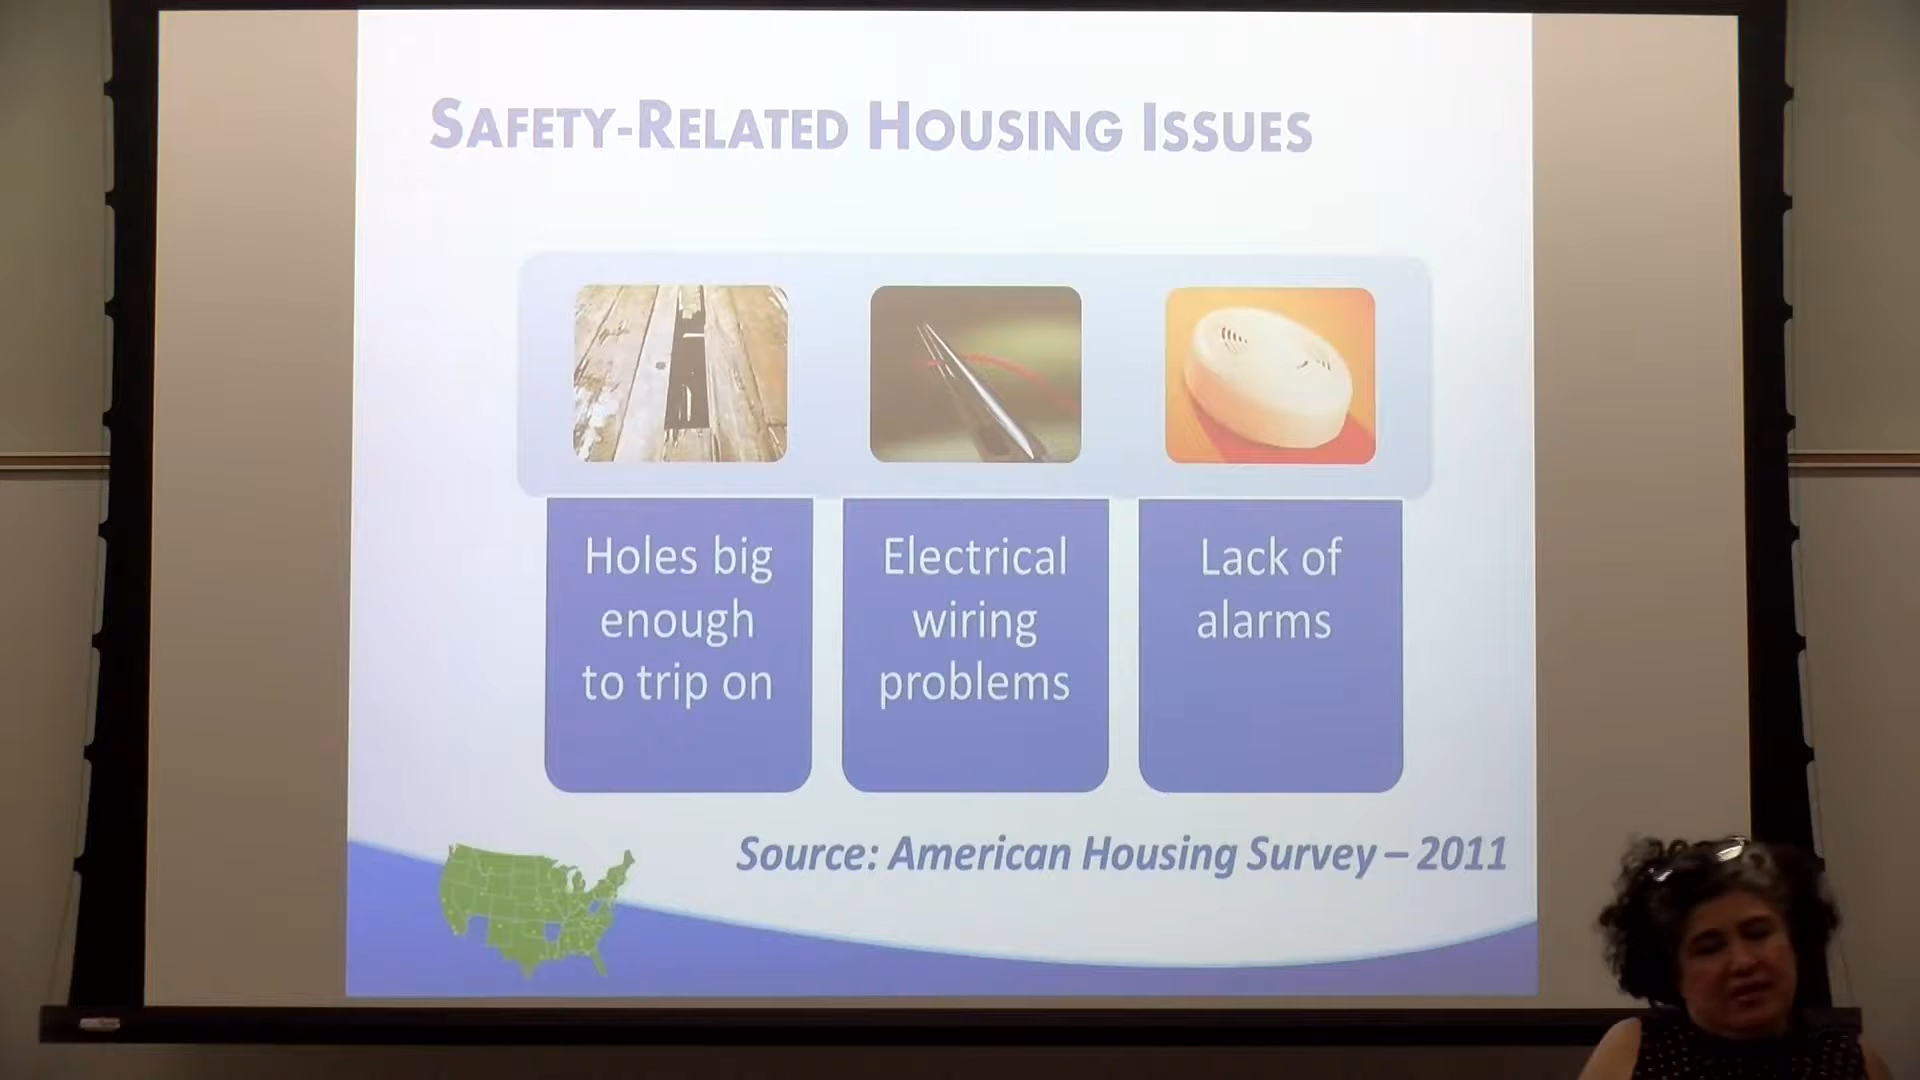 SAFETY-RELATED HOUSING ISSUES
Holes big
enough
to trip on
Electrical
wiring
problems
Lack of
alarms
Source: American Housing Survey – 2011